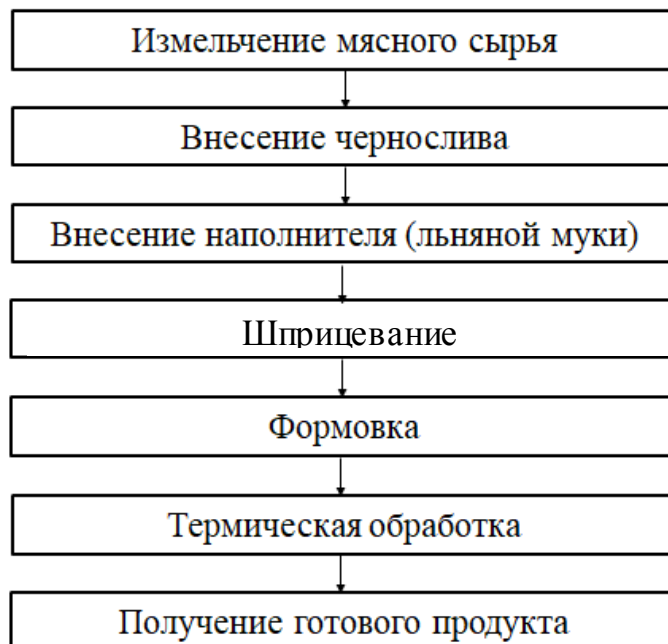 Измельчение мясного сырья
Внесение чернослива
Внесение наполнителя (льняной муки)
Шприцевание
Формовка
Термическая обработка
Получение готового продукта